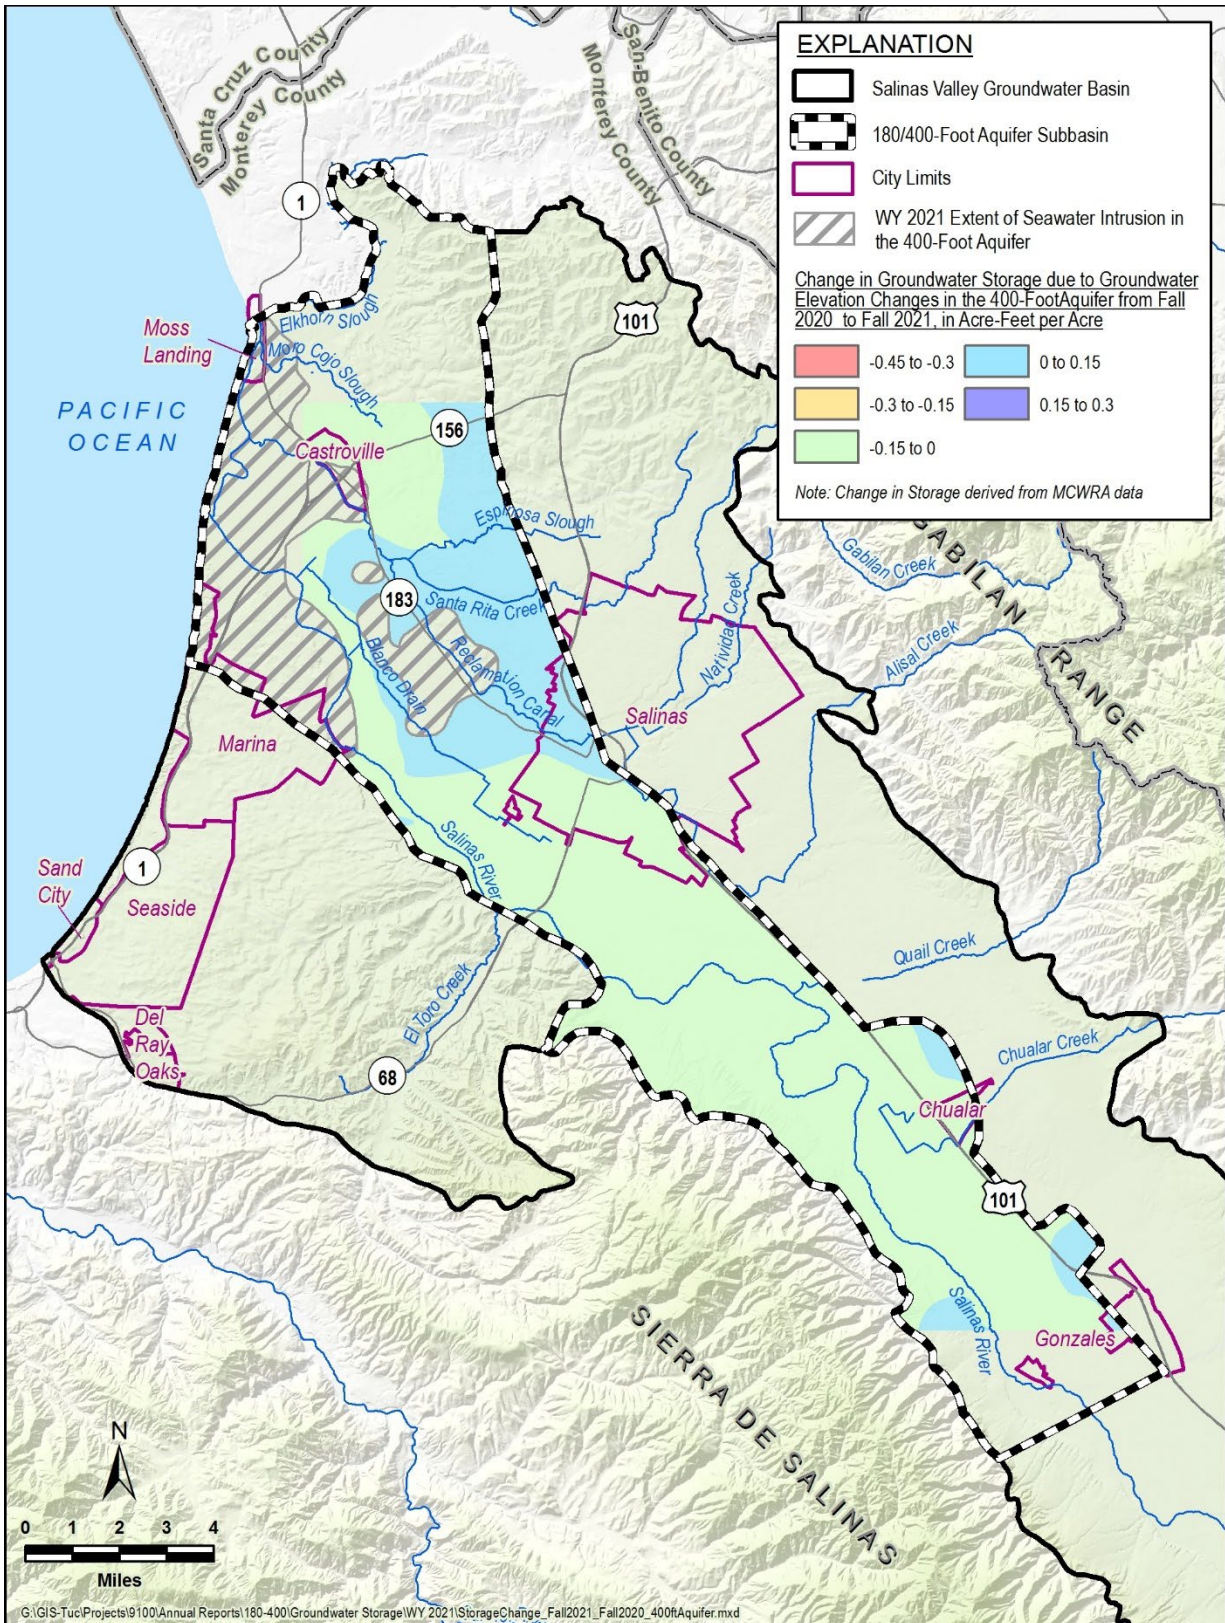 EXPLANATION
Salinas Valley Groundwater Basin
180/400-Foot Aquifer Subbasin
City Limits
WY 2021 Extent of Seawater Intrusion in
the 400-Foot Aquifer
Change in Groundwater Storage due to Groundwater
Elevation Changes in the 400-FootAquifer from Fall
2020 to Fall 2021, in Acre-Feet per Acre
-0.45 to -0.3
0 to 0.15
-0.3 to -0.15
0.15 to 0.3
-0.15 to 0
Note: Change in Storage derived from MCWRA data
Santa Cruz County
Monterey County
San Benito County
Monterey County
1
101
Elkhorn Slough
Moss
Landing
Moro Cojo Slough
PACIFIC
OCEAN
156
Castroville
Espinosa Slough
GABILAN
RANGE
Gabilan Creek
183
Santa Rita Creek
Natividad Creek
Alisal Creek
Blanco Drain
Reclamation Canal
Salinas
Marina
Salinas River
1
Sand
City
Seaside
Quail Creek
El Toro Creek
Del
Ray
Oaks
68
Chualar Creek
Chualar
101
Salinas River
Gonzales
SIERRA DE SALINAS
N
0 1 2 3 4
Miles
G:\GIS-Tuc\Projects\9100\Annual Reports\180-400\Groundwater Storage\WY 2021\StorageChange_Fall2021_Fall2020_400ftAquifer.mxd